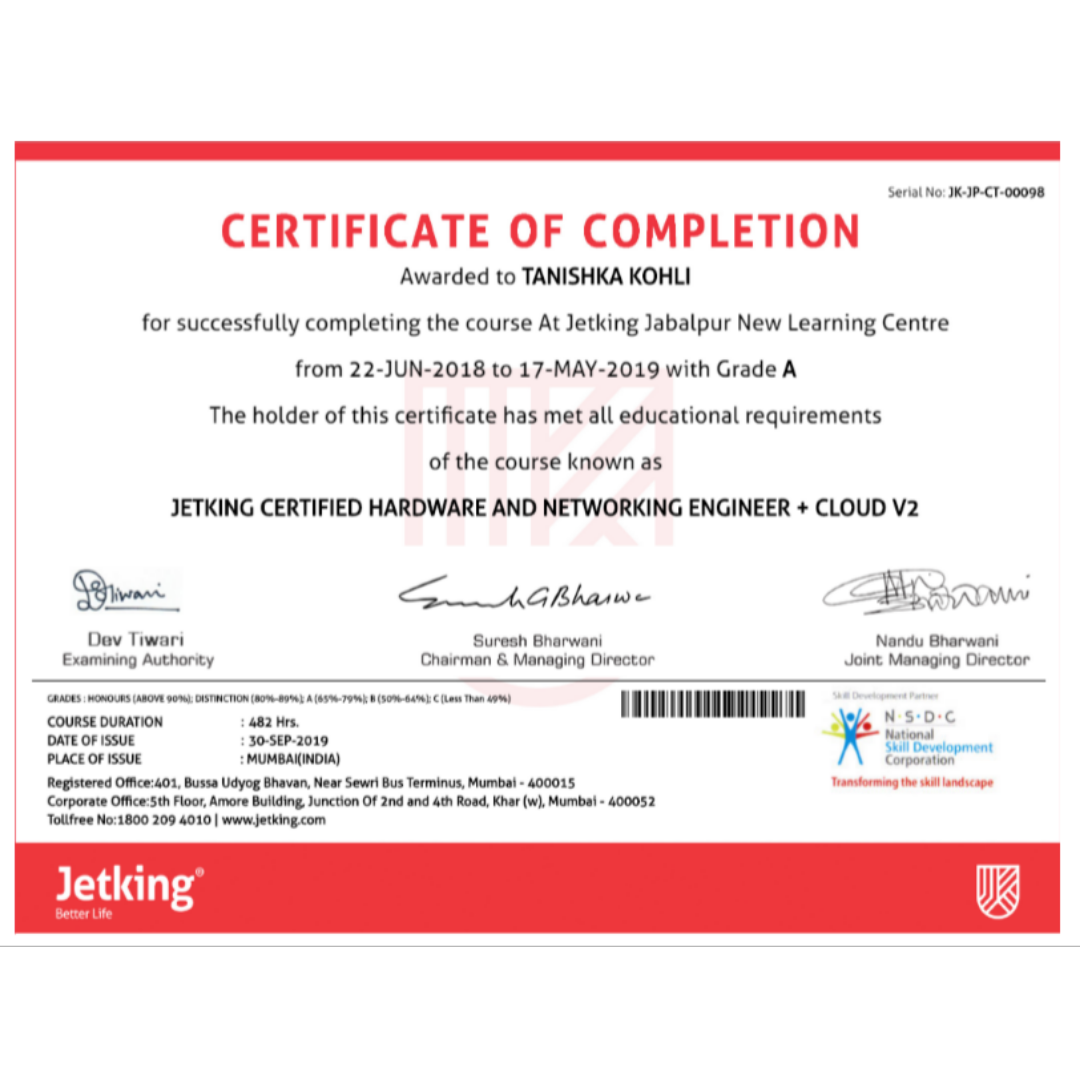 Serial No: JK-JP-CT-00098
CERTIFICATE OF COMPLETION
Awarded to TANISHKA KOHLI
for successfully completing the course At Jetking Jabalpur New Learning Centre
from 22-JUN-2018 to 17-MAY-2019 with Grade A
The holder of this certificate has met all educational requirements
of the course known as
JETKING CERTIFIED HARDWARE AND NETWORKING ENGINEER + CLOUD V2
Dev Tiwari
Examining Authority
Suresh Bharwani
Chairman & Managing Director
Nandu Bharwani
Joint Managing Director
GRADES : HONOURS (ABOVE 90%); DISTINCTION (80%-89%); A (65%-79%); B (50%-64%); C (Less Than 49%)
COURSE DURATION : 482 Hrs.
DATE OF ISSUE : 30-SEP-2019
PLACE OF ISSUE : MUMBAI(INDIA)
Registered Office:401, Bussa Udyog Bhavan, Near Sewri Bus Terminus, Mumbai - 400015
Corporate Office:5th Floor, Amore Building, Junction Of 2nd and 4th Road, Khar (w), Mumbai - 400052
Tollfree No:1800 209 4010 | www.jetking.com
Skill Development Partner
N·S·D·C
National
Skill Development
Corporation
Transforming the skill landscape
Jetking®
Better Life